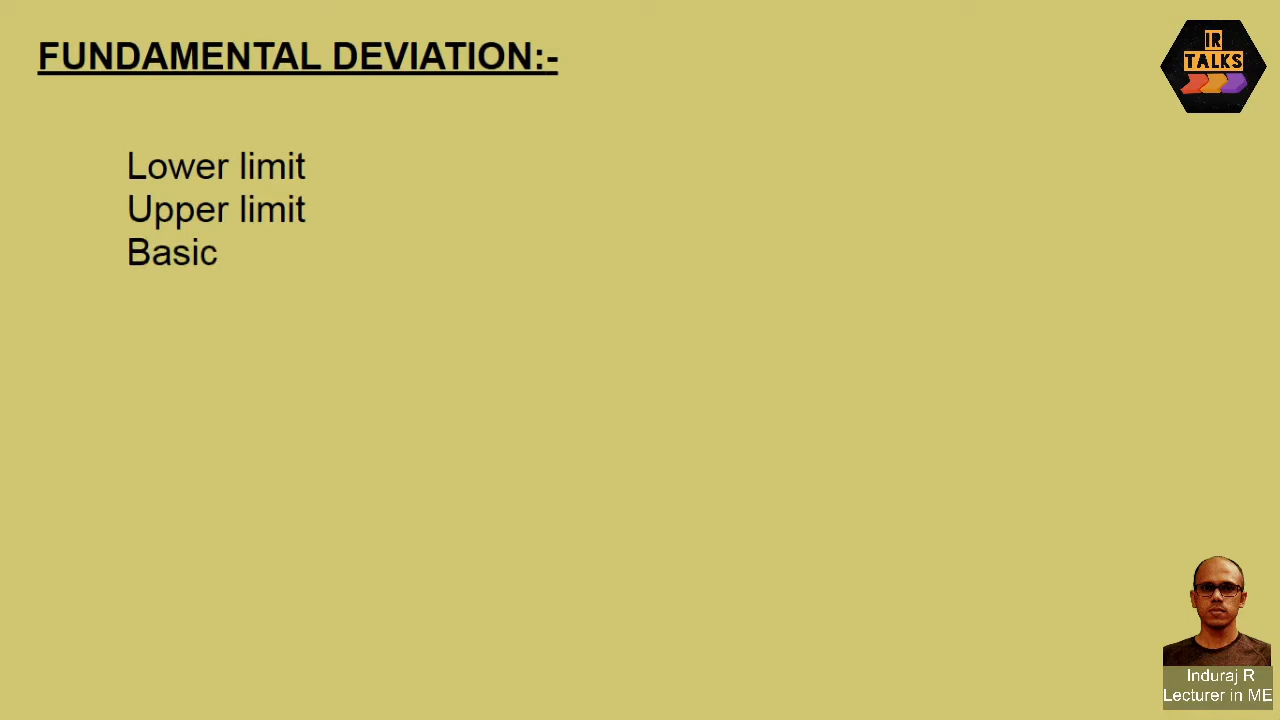 FUNDAMENTAL DEVIATION:-
IR
TALKS
Lower limit
Upper limit
Basic
Induraj R
Lecturer in ME